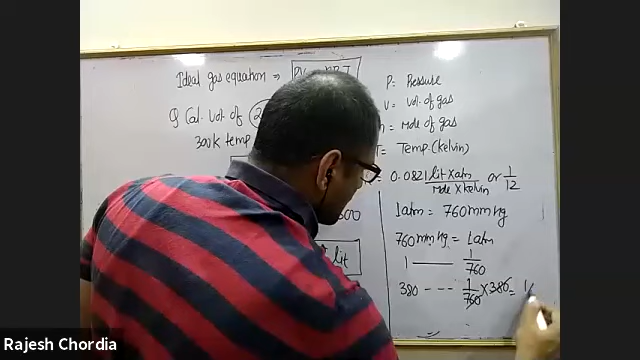 Ideal gas equation ⇒
Q Cal. Vol. of
300k temp
lit
P = Pressure
V = Vol. of gas
= Mole of gas
T = Temp. (kelvin)
0.0821 lit x atm / Mole x kelvin or 1/12
1atm = 760mmHg
760mmHg = 1atm
1 —— 1/760
380 --- 1/760 x 380 = 1/
Rajesh Chordia